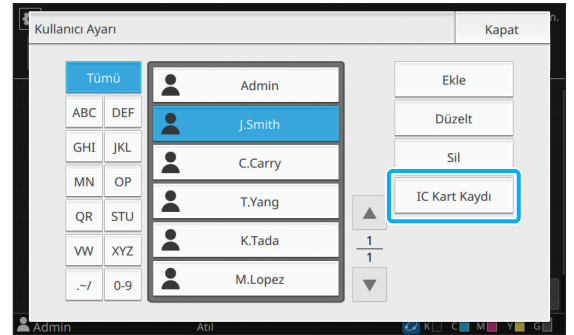 Kullanıcı Ayarı
Kapat
Tümü
ABC DEF
GHI JKL
MN OP
QR STU
VW XYZ
.~/ 0-9
Admin
J.Smith
C.Carry
T.Yang
K.Tada
M.Lopez
1
1
Ekle
Düzelt
Sil
IC Kart Kaydı
Admin
Atıl
K C M Y G